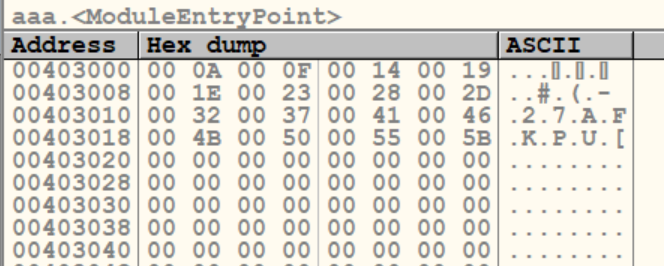 aaa.<ModuleEntryPoint>
Address Hex dump ASCII
00403000 00 0A 00 0F 00 14 00 19 ...▯.▯.▯
00403008 00 1E 00 23 00 28 00 2D ..#.(.-
00403010 00 32 00 37 00 41 00 46 .2.7.A.F
00403018 00 4B 00 50 00 55 00 5B .K.P.U.[
00403020 00 00 00 00 00 00 00 00 ........
00403028 00 00 00 00 00 00 00 00 ........
00403030 00 00 00 00 00 00 00 00 ........
00403038 00 00 00 00 00 00 00 00 ........
00403040 00 00 00 00 00 00 00 00 ........